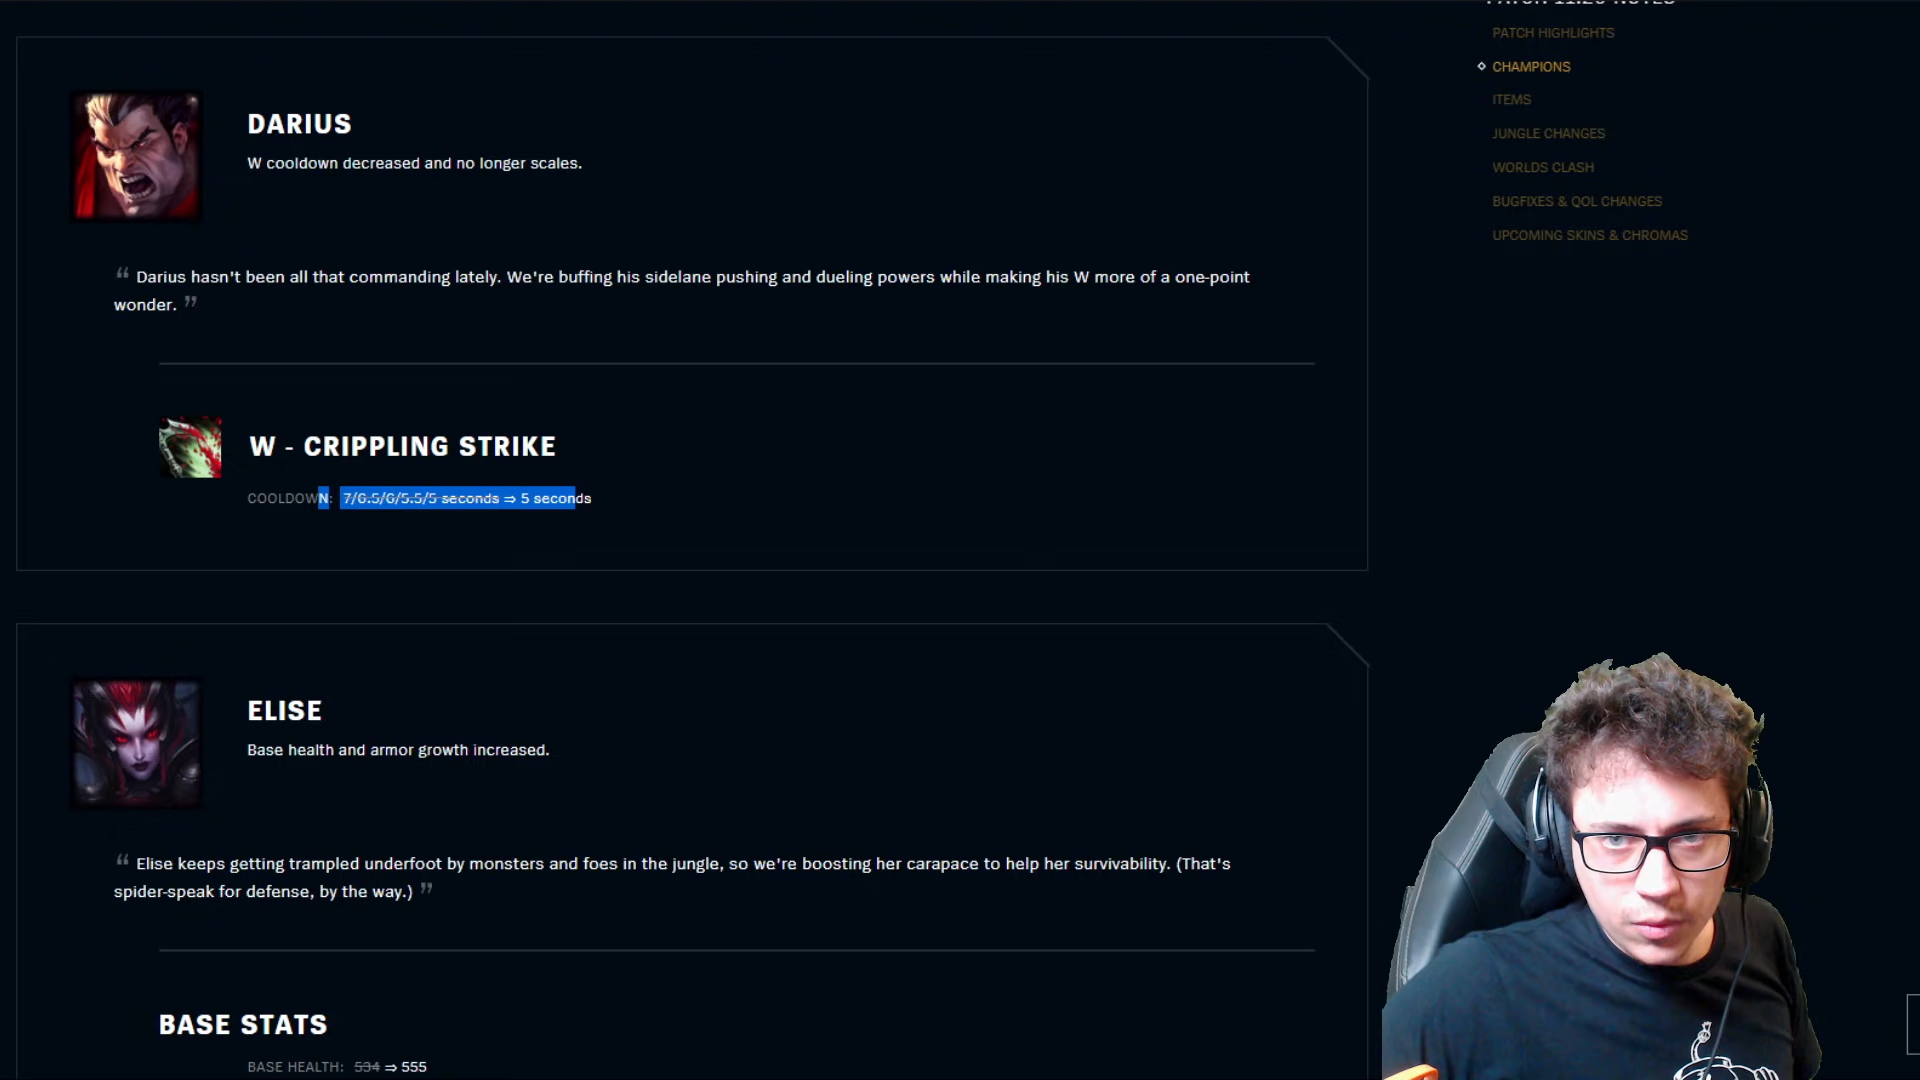 DARIUS
W cooldown decreased and no longer scales.
“ Darius hasn't been all that commanding lately. We're buffing his sidelane pushing and dueling powers while making his W more of a one-point
wonder. ”
W - CRIPPLING STRIKE
COOLDOWN: 7/6.5/6/5.5/5 seconds ⇒ 5 seconds
ELISE
Base health and armor growth increased.
“ Elise keeps getting trampled underfoot by monsters and foes in the jungle, so we're boosting her carapace to help her survivability. (That's
spider-speak for defense, by the way.) ”
BASE STATS
BASE HEALTH: 534 ⇒ 555
PATCH 11.20 NOTES
PATCH HIGHLIGHTS
CHAMPIONS
ITEMS
JUNGLE CHANGES
WORLDS CLASH
BUGFIXES & QOL CHANGES
UPCOMING SKINS & CHROMAS